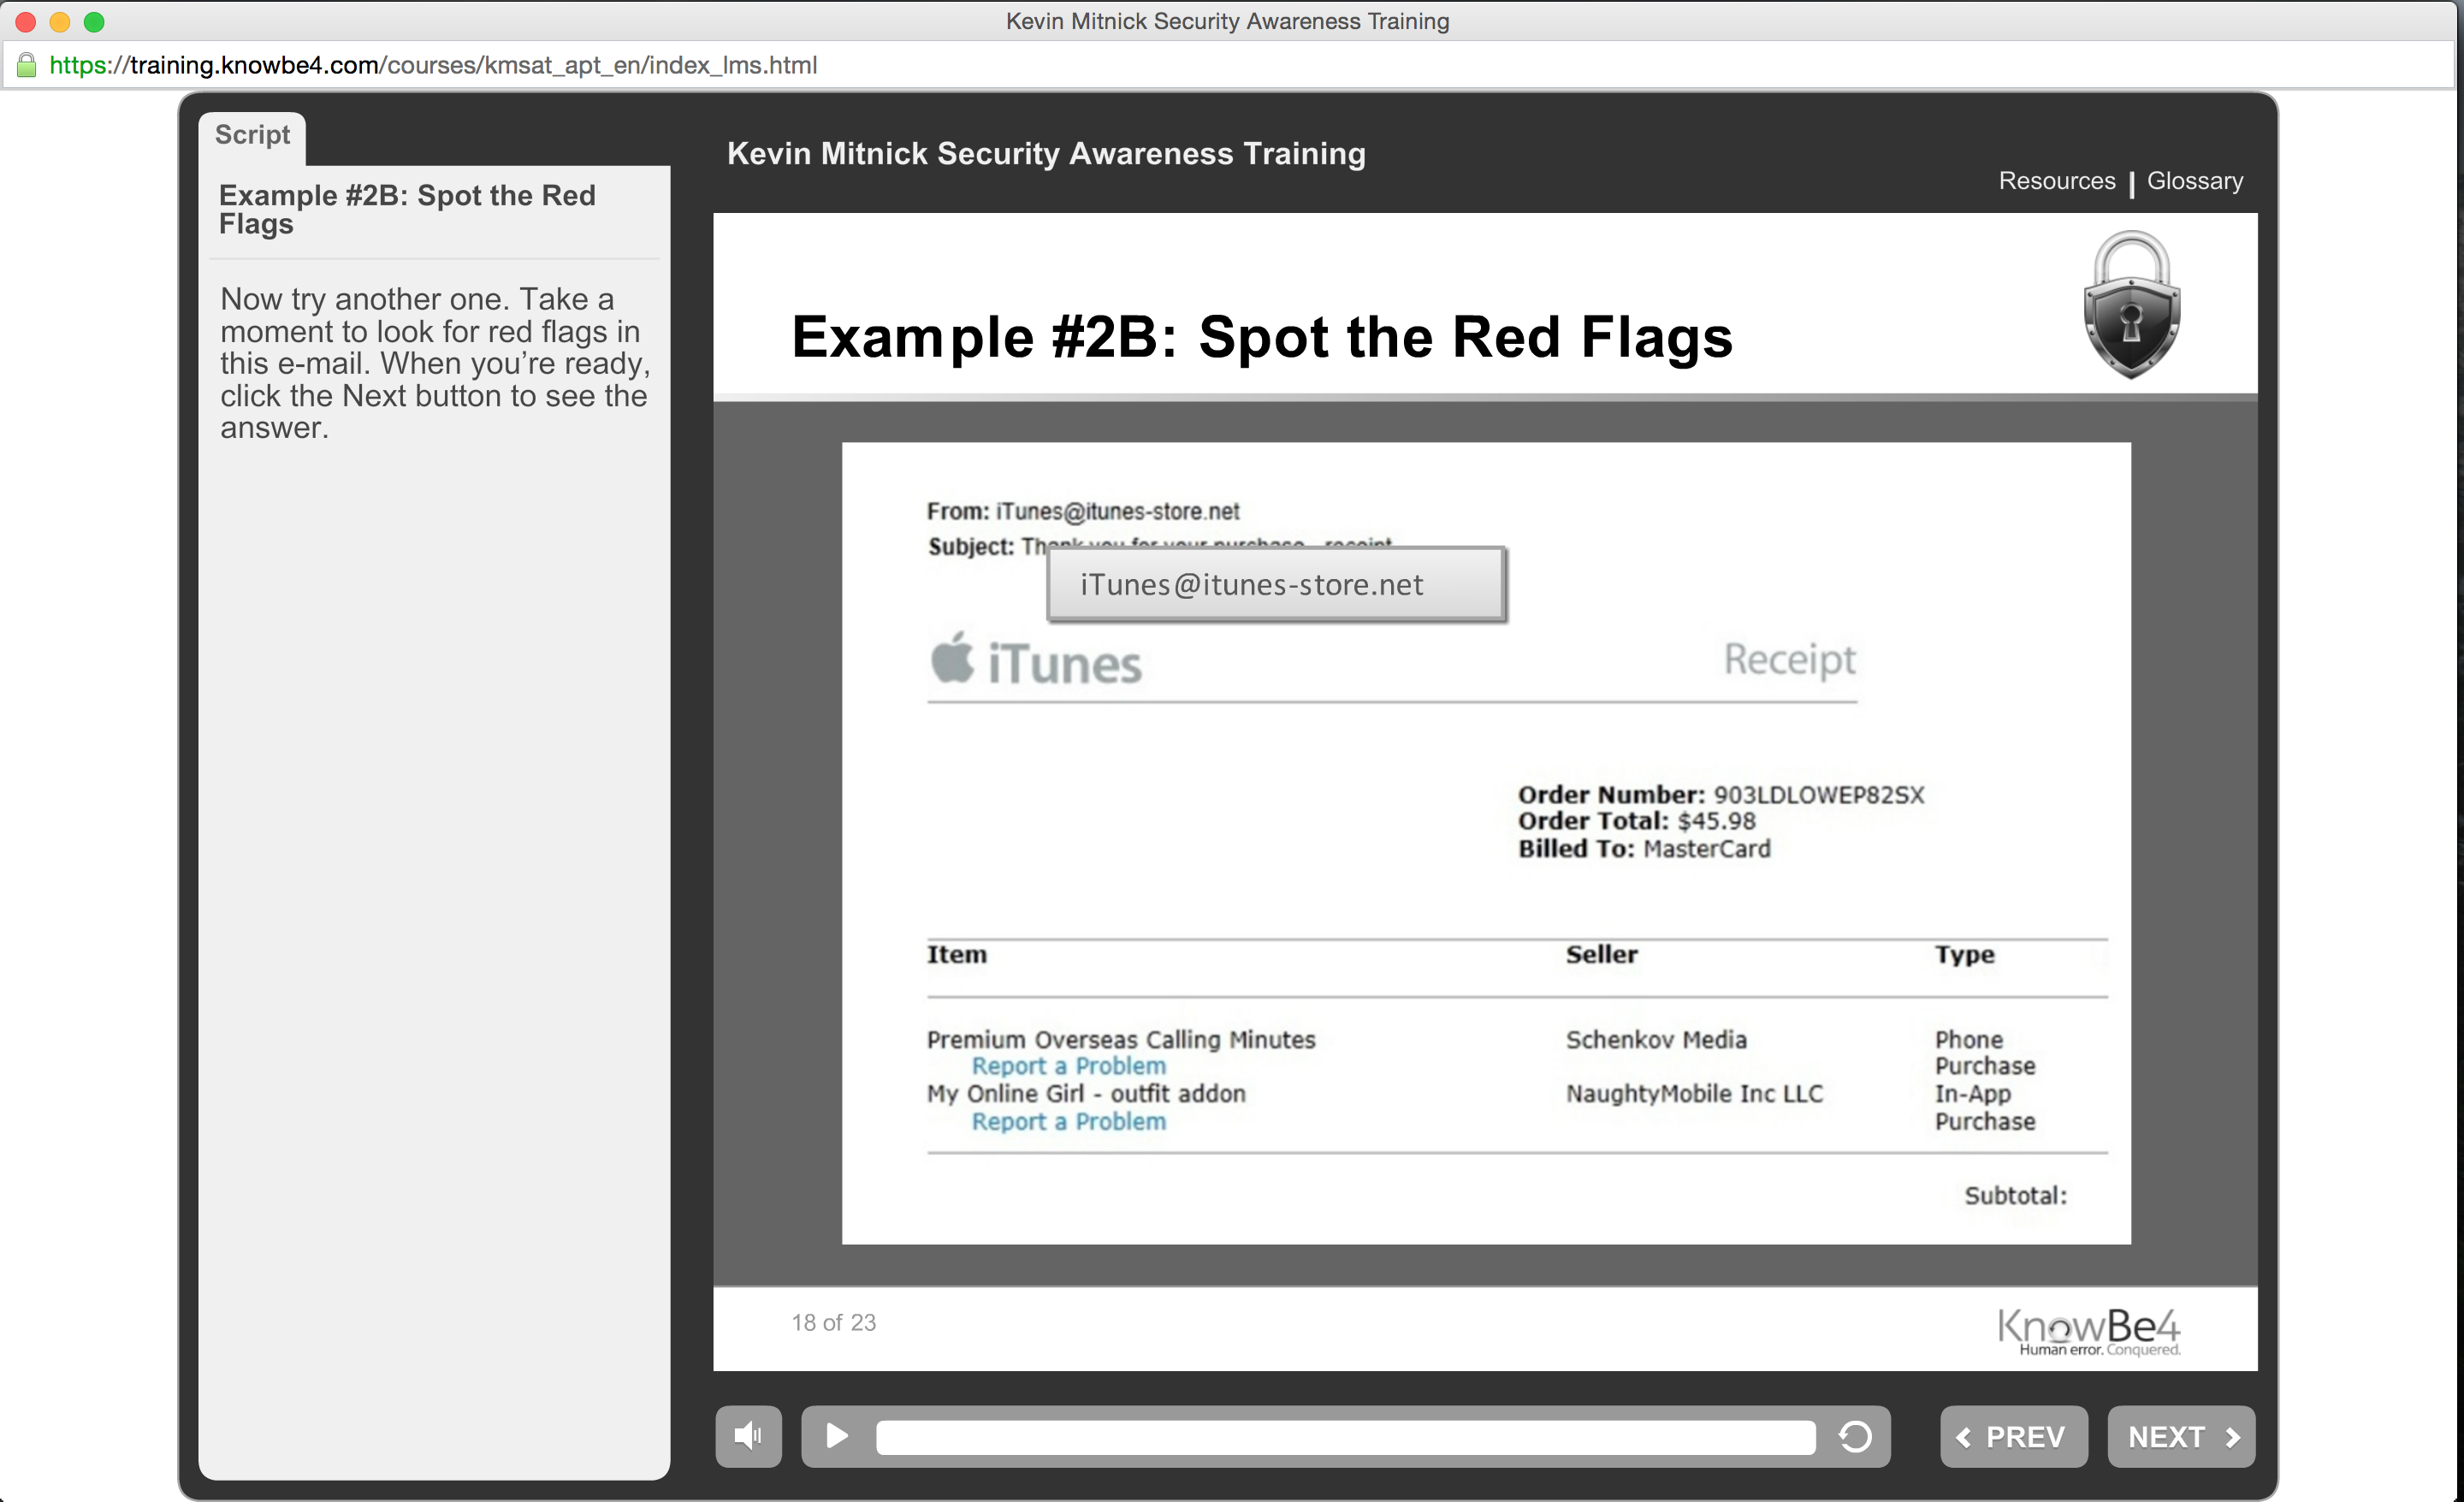 Kevin Mitnick Security Awareness Training
https://training.knowbe4.com/courses/kmsat_apt_en/index_lms.html
Script
Example #2B: Spot the Red
Flags
Now try another one. Take a
moment to look for red flags in
this e-mail. When you’re ready,
click the Next button to see the
answer.
Kevin Mitnick Security Awareness Training
Resources | Glossary
Example #2B: Spot the Red Flags
From: iTunes@itunes-store.net
Subject: Thank you for your purchase - receipt
iTunes@itunes-store.net
iTunes
Receipt
Order Number: 903LDLOWEP82SX
Order Total: $45.98
Billed To: MasterCard
Item Seller Type
Premium Overseas Calling Minutes Schenkov Media Phone
Report a Problem Purchase
My Online Girl - outfit addon NaughtyMobile Inc LLC In-App
Report a Problem Purchase
Subtotal:
18 of 23
KnowBe4
Human error. Conquered.
PREV
NEXT